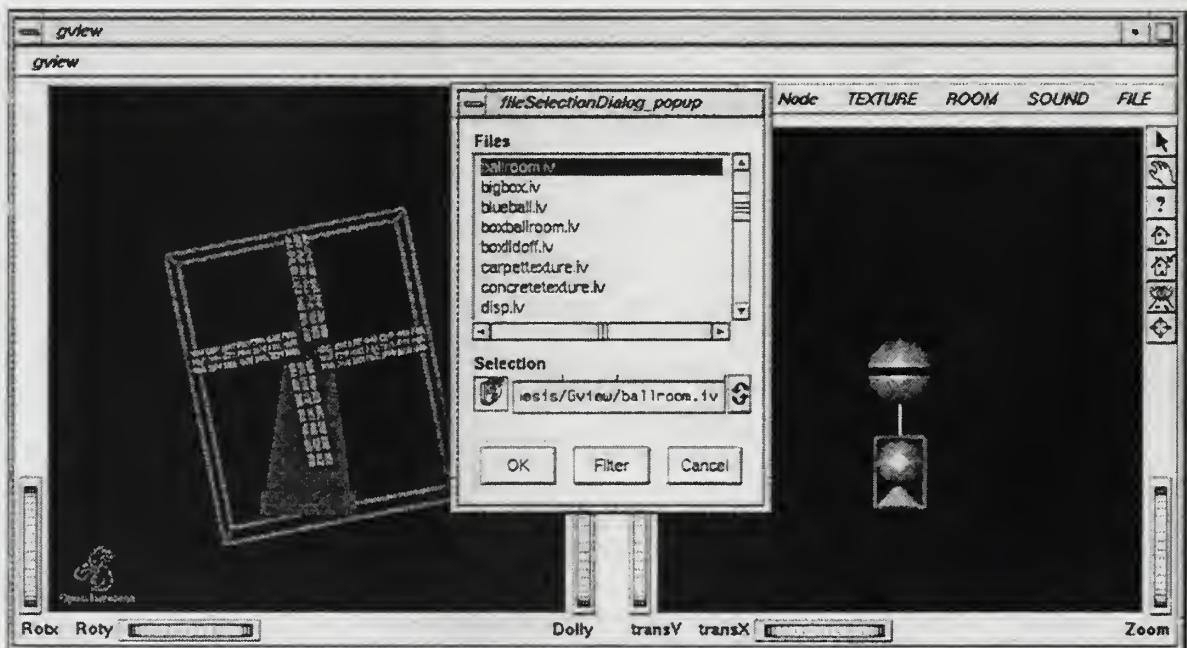 gview
gview
fileSelectionDialog_popup
Node TEXTURE ROOM SOUND FILE
Files
ballroom.iv
bigbox.iv
blueball.iv
boxballroom.iv
boxlidoff.iv
carpettexture.iv
concretetexture.iv
disp.iv
?
Selection
esis/Gview/ballroom.iv
OK Filter Cancel
Open Inventor
Rotx Roty Dolly transY transX Zoom